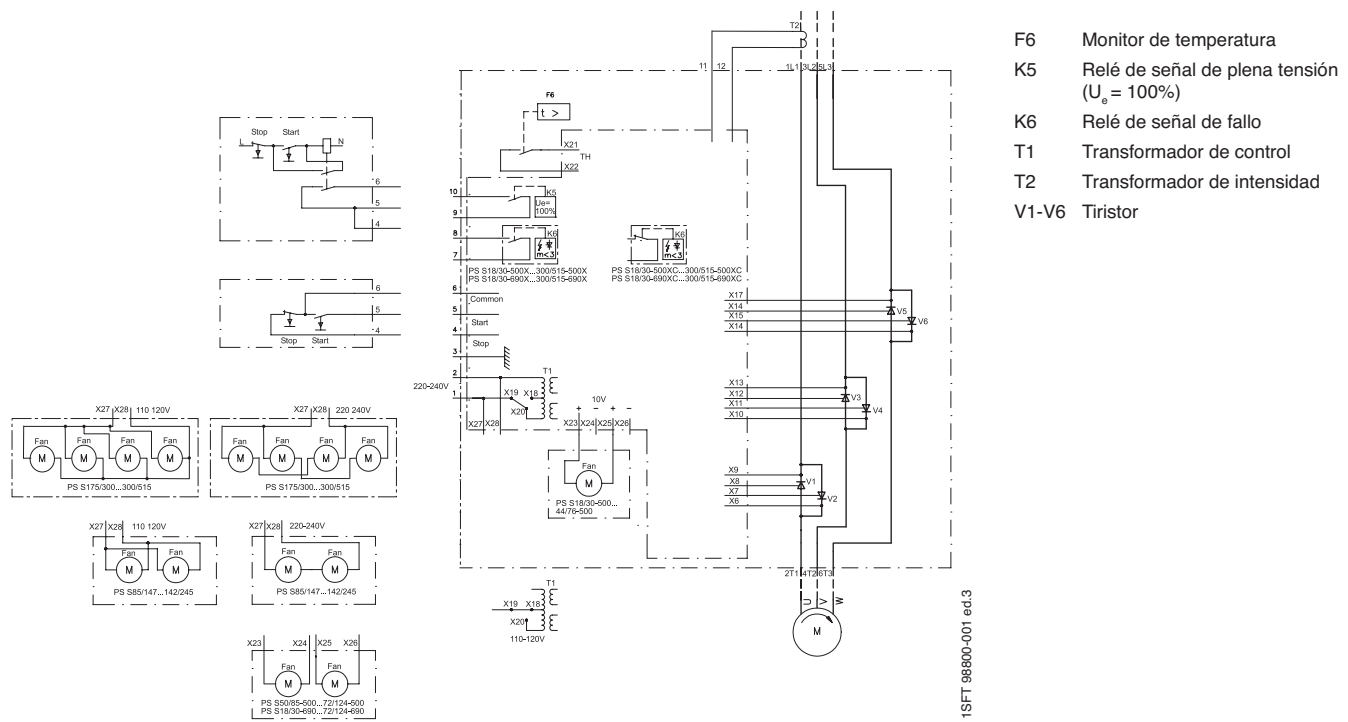 T2
11 12 1L1 3L2 5L3
F6
t >
X21
TH
X22
Stop Start
L N
6
5
4
10
K5
Ue=
100%
9
8
K6
m<3
7
K6
m<3
PS S18/30-500X...300/515-500X
PS S18/30-690X...300/515-690X
PS S18/30-500XC...300/515-500XC
PS S18/30-690XC...300/515-690XC
6
Common
5
Start
4
Stop
3
2
220-240V
1
T1
X19 X18
X20
X27 X28
6
5
4
Stop Start
X17
X14
X15
X14
V5
V6
X13
X12
X11
X10
V3
V4
X9
X8
X7
X6
V1
V2
10V
+ - + -
X23 X24 X25 X26
Fan
M
PS S18/30-500...
44/76-500
X27 X28 110 120V
Fan Fan Fan Fan
M M M M
PS S175/300...300/515
X27 X28 220 240V
Fan Fan Fan Fan
M M M M
PS S175/300...300/515
X27 X28 110 120V
Fan Fan
M M
PS S85/147...142/245
X27 X28 220-240V
Fan Fan
M M
PS S85/147...142/245
X23 X24 X25 X26
Fan Fan
M M
PS S50/85-500...72/124-500
PS S18/30-690...72/124-690
T1
X19 X18
X20
110-120V
2T1 4T2 6T3
U V W
M
1SFT 98800-001 ed.3
F6 Monitor de temperatura
K5 Relé de señal de plena tensión
(Ue = 100%)
K6 Relé de señal de fallo
T1 Transformador de control
T2 Transformador de intensidad
V1-V6 Tiristor